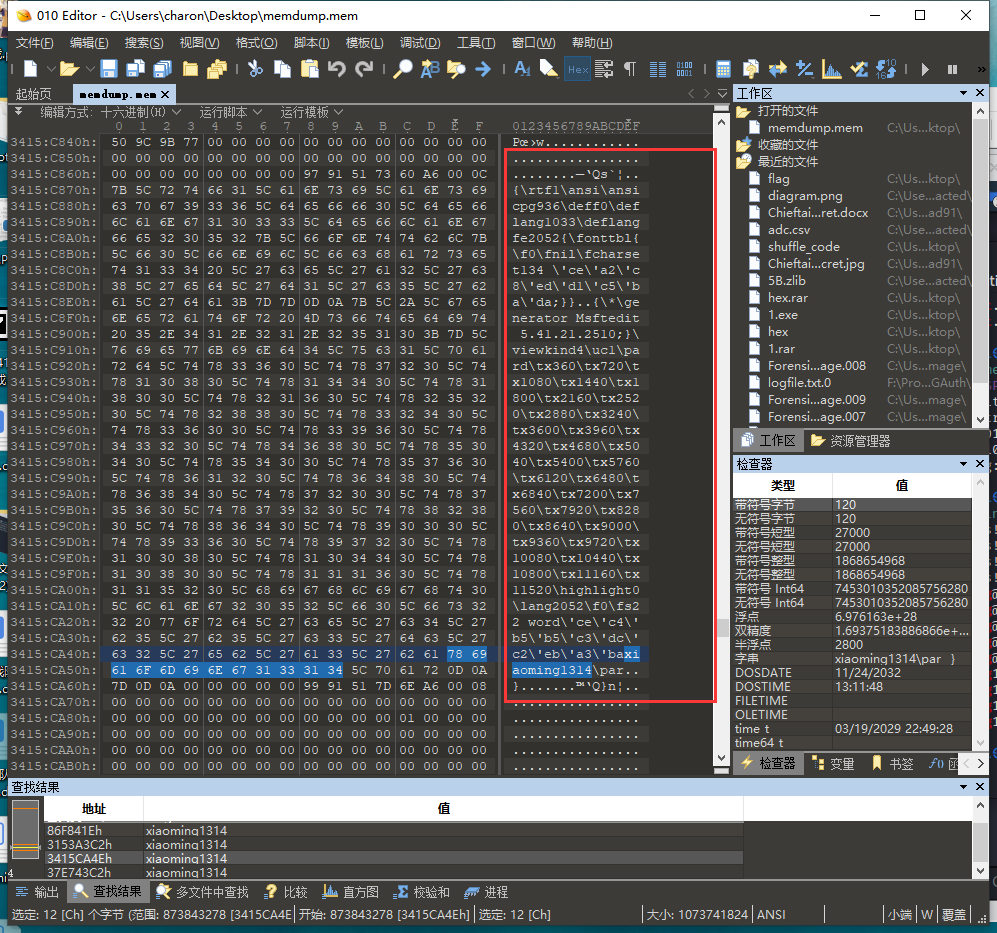 010 Editor - C:\Users\charon\Desktop\memdump.mem
文件(F) 编辑(E) 搜索(S) 视图(V) 格式(O) 脚本(I) 模板(L) 调试(D) 工具(T) 窗口(W) 帮助(H)
起始页 memdump.mem
编辑方式: 十六进制(H) 运行脚本 运行模板
0 1 2 3 4 5 6 7 8 9 A B C D E F 0123456789ABCDEF
3415:C840h: 50 9C 9B 77 00 00 00 00 00 00 00 00 00 00 00 00 Pœ›w............
3415:C850h: 00 00 00 00 00 00 00 00 00 00 00 00 00 00 00 00 ................
3415:C860h: 00 00 00 00 00 00 00 00 97 91 51 73 60 A6 00 0C ........—‘Qs`¦..
3415:C870h: 7B 5C 72 74 66 31 5C 61 6E 73 69 5C 61 6E 73 69 {\rtf1\ansi\ansi
3415:C880h: 63 70 67 39 33 36 5C 64 65 66 66 30 5C 64 65 66 cpg936\deff0\def
3415:C890h: 6C 61 6E 67 31 30 33 33 5C 64 65 66 6C 61 6E 67 lang1033\deflang
3415:C8A0h: 66 65 32 30 35 32 7B 5C 66 6F 6E 74 74 62 6C 7B fe2052{\fonttbl{
3415:C8B0h: 5C 66 30 5C 66 6E 69 6C 5C 66 63 68 61 72 73 65 \f0\fnil\fcharse
3415:C8C0h: 74 31 33 34 20 5C 27 63 65 5C 27 61 32 5C 27 63 t134 \'ce\'a2\'c
3415:C8D0h: 38 5C 27 65 64 5C 27 64 31 5C 27 63 35 5C 27 62 8\'ed\'d1\'c5\'b
3415:C8E0h: 61 5C 27 64 61 3B 7D 7D 0D 0A 7B 5C 2A 5C 67 65 a\'da;}}..{\*\ge
3415:C8F0h: 6E 65 72 61 74 6F 72 20 4D 73 66 74 65 64 69 74 nerator Msftedit
3415:C900h: 20 35 2E 34 31 2E 32 31 2E 32 35 31 30 3B 7D 5C  5.41.21.2510;}\
3415:C910h: 76 69 65 77 6B 69 6E 64 34 5C 75 63 31 5C 70 61 viewkind4\uc1\pa
3415:C920h: 72 64 5C 74 78 33 36 30 5C 74 78 37 32 30 5C 74 rd\tx360\tx720\t
3415:C930h: 78 31 30 38 30 5C 74 78 31 34 34 30 5C 74 78 31 x1080\tx1440\tx1
3415:C940h: 38 30 30 5C 74 78 32 31 36 30 5C 74 78 32 35 32 800\tx2160\tx252
3415:C950h: 30 5C 74 78 32 38 38 30 5C 74 78 33 32 34 30 5C 0\tx2880\tx3240\
3415:C960h: 74 78 33 36 30 30 5C 74 78 33 39 36 30 5C 74 78 tx3600\tx3960\tx
3415:C970h: 34 33 32 30 5C 74 78 34 36 38 30 5C 74 78 35 30 4320\tx4680\tx50
3415:C980h: 34 30 5C 74 78 35 34 30 30 5C 74 78 35 37 36 30 40\tx5400\tx5760
3415:C990h: 5C 74 78 36 31 32 30 5C 74 78 36 34 38 30 5C 74 \tx6120\tx6480\t
3415:C9A0h: 78 36 38 34 30 5C 74 78 37 32 30 30 5C 74 78 37 x6840\tx7200\tx7
3415:C9B0h: 35 36 30 5C 74 78 37 39 32 30 5C 74 78 38 32 38 560\tx7920\tx828
3415:C9C0h: 30 5C 74 78 38 36 34 30 5C 74 78 39 30 30 30 5C 0\tx8640\tx9000\
3415:C9D0h: 74 78 39 33 36 30 5C 74 78 39 37 32 30 5C 74 78 tx9360\tx9720\tx
3415:C9E0h: 31 30 30 38 30 5C 74 78 31 30 34 34 30 5C 74 78 10080\tx10440\tx
3415:C9F0h: 31 30 38 30 30 5C 74 78 31 31 31 36 30 5C 74 78 10800\tx11160\tx
3415:CA00h: 31 31 35 32 30 5C 68 69 67 68 6C 69 67 68 74 30 11520\highlight0
3415:CA10h: 5C 6C 61 6E 67 32 30 35 32 5C 66 30 5C 66 73 32 \lang2052\f0\fs2
3415:CA20h: 32 20 77 6F 72 64 5C 27 63 65 5C 27 63 34 5C 27 2 word\'ce\'c4\'
3415:CA30h: 62 35 5C 27 62 35 5C 27 63 33 5C 27 64 63 5C 27 b5\'b5\'c3\'dc\'
3415:CA40h: 63 32 5C 27 65 62 5C 27 61 33 5C 27 62 61 78 69 c2\'eb\'a3\'baxi
3415:CA50h: 61 6F 6D 69 6E 67 31 33 31 34 5C 70 61 72 0D 0A aoming1314\par..
3415:CA60h: 7D 0D 0A 00 00 00 00 00 99 91 51 7D 6E A6 00 08 }.......™‘Q}n¦..
3415:CA70h: 00 00 00 00 00 00 00 00 00 00 00 00 00 00 00 00 ................
3415:CA80h: 00 00 00 00 00 00 00 00 00 00 00 00 01 00 00 00 ................
3415:CA90h: 00 00 00 00 00 00 00 00 00 00 00 00 00 00 00 00 ................
3415:CAA0h: 00 00 00 00 00 00 00 00 00 00 00 00 00 00 00 00 ................
3415:CAB0h: 00 00 00 00 00 00 00 00 00 00 00 00 00 00 00 00 ................
工作区
打开的文件
memdump.mem C:\Us...ktop\
收藏的文件
最近的文件
flag C:\Us...ktop\
diagram.png C:\Use...acted\
Chieftai...ret.docx C:\Us...ad91\
adc.csv C:\Use...acted\
shuffle_code C:\Us...ktop\
Chieftai...cret.jpg C:\Us...ad91\
5B.zlib C:\Us...ktop\
hex.rar C:\Us...ktop\
1.exe C:\Us...ktop\
hex C:\Us...ktop\
1.rar C:\Us...ktop\
Forensi...age.008 C:\Us...mage\
logfile.txt.0 F:\Pro...GAuth\
Forensi...age.009 C:\Us...mage\
Forensi...age.007 C:\Us...mage\
工作区 资源管理器
检查器
类型 值
带符号字节 120
无符号字节 120
带符号短型 27000
无符号短型 27000
带符号整型 1868654968
无符号整型 1868654968
带符号 Int64 7453010352085756280
无符号 Int64 7453010352085756280
浮点 6.976163e+28
双精度 1.69375183886866e+...
半浮点 2800
字串 xiaoming1314\par }
DOSDATE 11/24/2032
DOSTIME 13:11:48
FILETIME
OLETIME
time_t 03/19/2029 22:49:28
time64_t
检查器 变量 书签 函
查找结果
地址 值
86F841Eh xiaoming1314
3153A3C2h xiaoming1314
3415CA4Eh xiaoming1314
37E743C2h xiaoming1314
输出 查找结果 多文件中查找 比较 直方图 校验和 进程
选定: 12 [Ch] 个字节 (范围: 873843278 [3415CA4E 开始: 873843278 [3415CA4Eh] 选定: 12 [Ch] 大小: 1073741824 ANSI 小端 W 覆盖